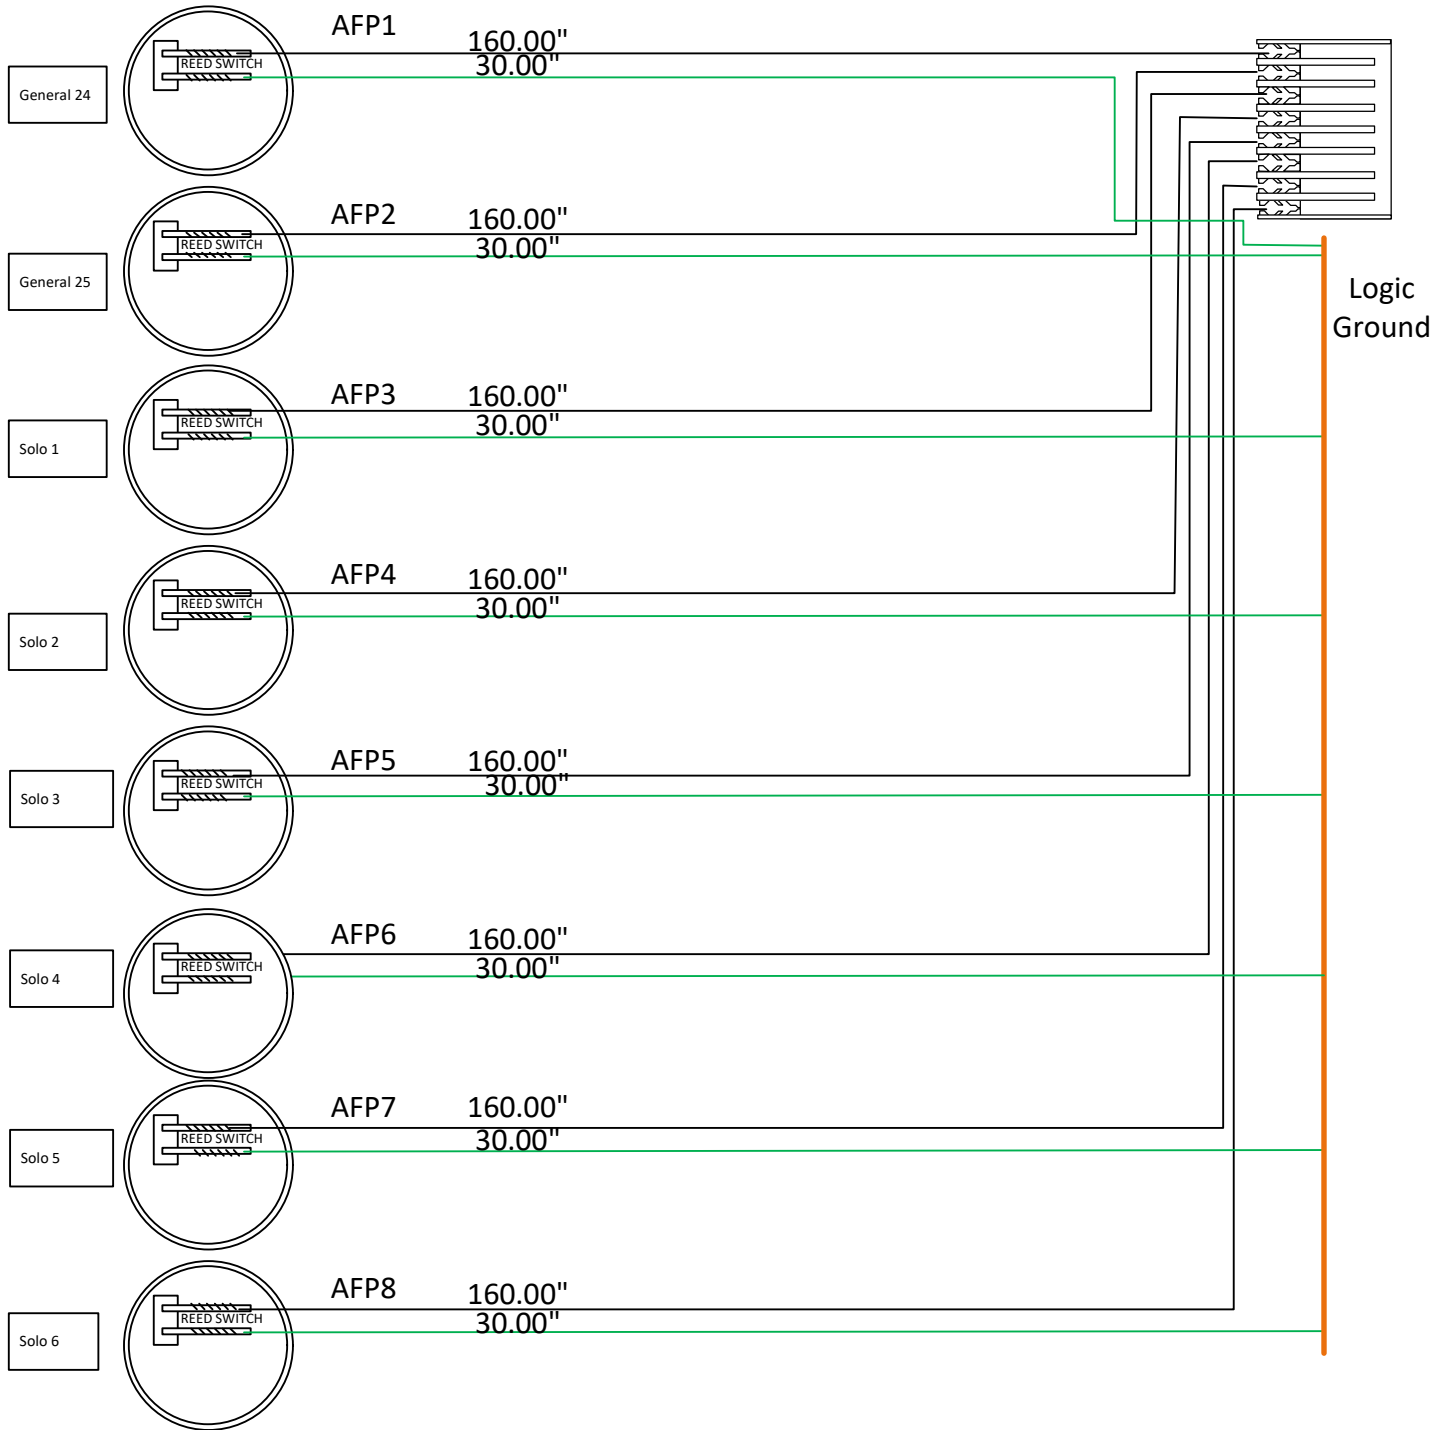 AFP1
160.00"
30.00"
REED SWITCH
General 24
AFP2
160.00"
30.00"
REED SWITCH
General 25
Logic
Ground
AFP3
160.00"
30.00"
REED SWITCH
Solo 1
AFP4
160.00"
30.00"
REED SWITCH
Solo 2
AFP5
160.00"
30.00"
REED SWITCH
Solo 3
AFP6
160.00"
30.00"
REED SWITCH
Solo 4
AFP7
160.00"
30.00"
REED SWITCH
Solo 5
AFP8
160.00"
30.00"
REED SWITCH
Solo 6